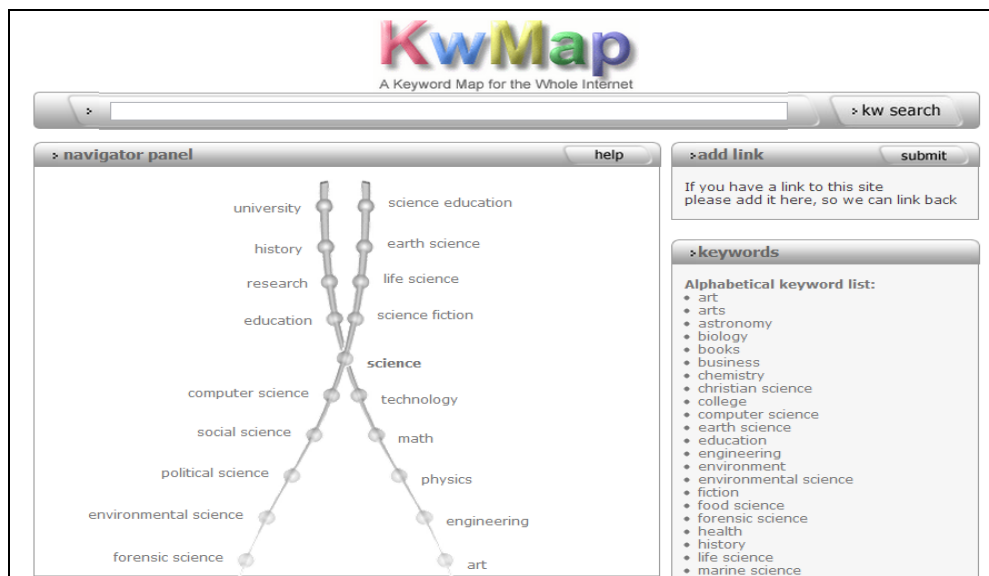 KwMap
A Keyword Map for the Whole Internet
kw search
navigator panel
help
university
science education
history
earth science
research
life science
education
science fiction
science
computer science
technology
social science
math
political science
physics
environmental science
engineering
forensic science
art
add link
submit
If you have a link to this site
please add it here, so we can link back
keywords
Alphabetical keyword list:
• art
• arts
• astronomy
• biology
• books
• business
• chemistry
• christian science
• college
• computer science
• earth science
• education
• engineering
• environment
• environmental science
• fiction
• food science
• forensic science
• health
• history
• life science
• marine science